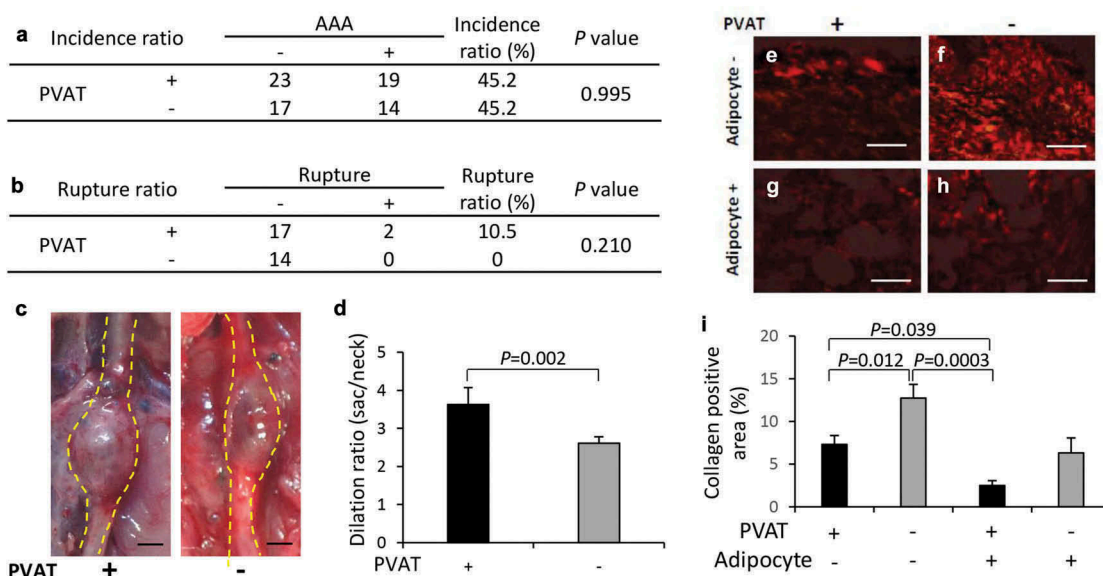 a Incidence ratio AAA Incidence ratio (%) P value
- +
PVAT + 23 19 45.2 0.995
- 17 14 45.2
b Rupture ratio Rupture Rupture ratio (%) P value
- +
PVAT + 17 2 10.5 0.210
- 14 0 0
c
PVAT + -
d
Dilation ratio (sac/neck)
5
4
3
2
1
0
P=0.002
PVAT + -
PVAT + -
Adipocyte -
e f
Adipocyte +
g h
i
Collagen positive area (%)
20
15
10
5
0
P=0.039
P=0.012 P=0.0003
PVAT + - + -
Adipocyte - - + +